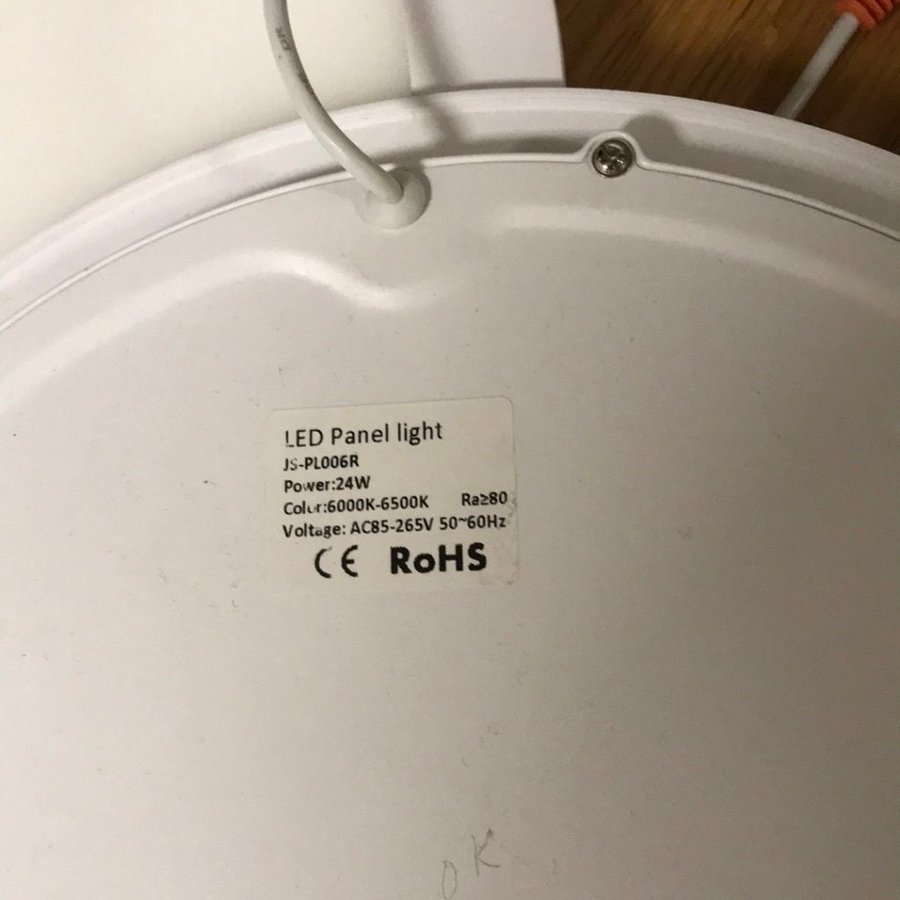 LED Panel light
JS-PL006R
Power:24W
Color:6000K-6500K Ra≥80
Voltage: AC85-265V 50~60Hz
CE RoHS
OK